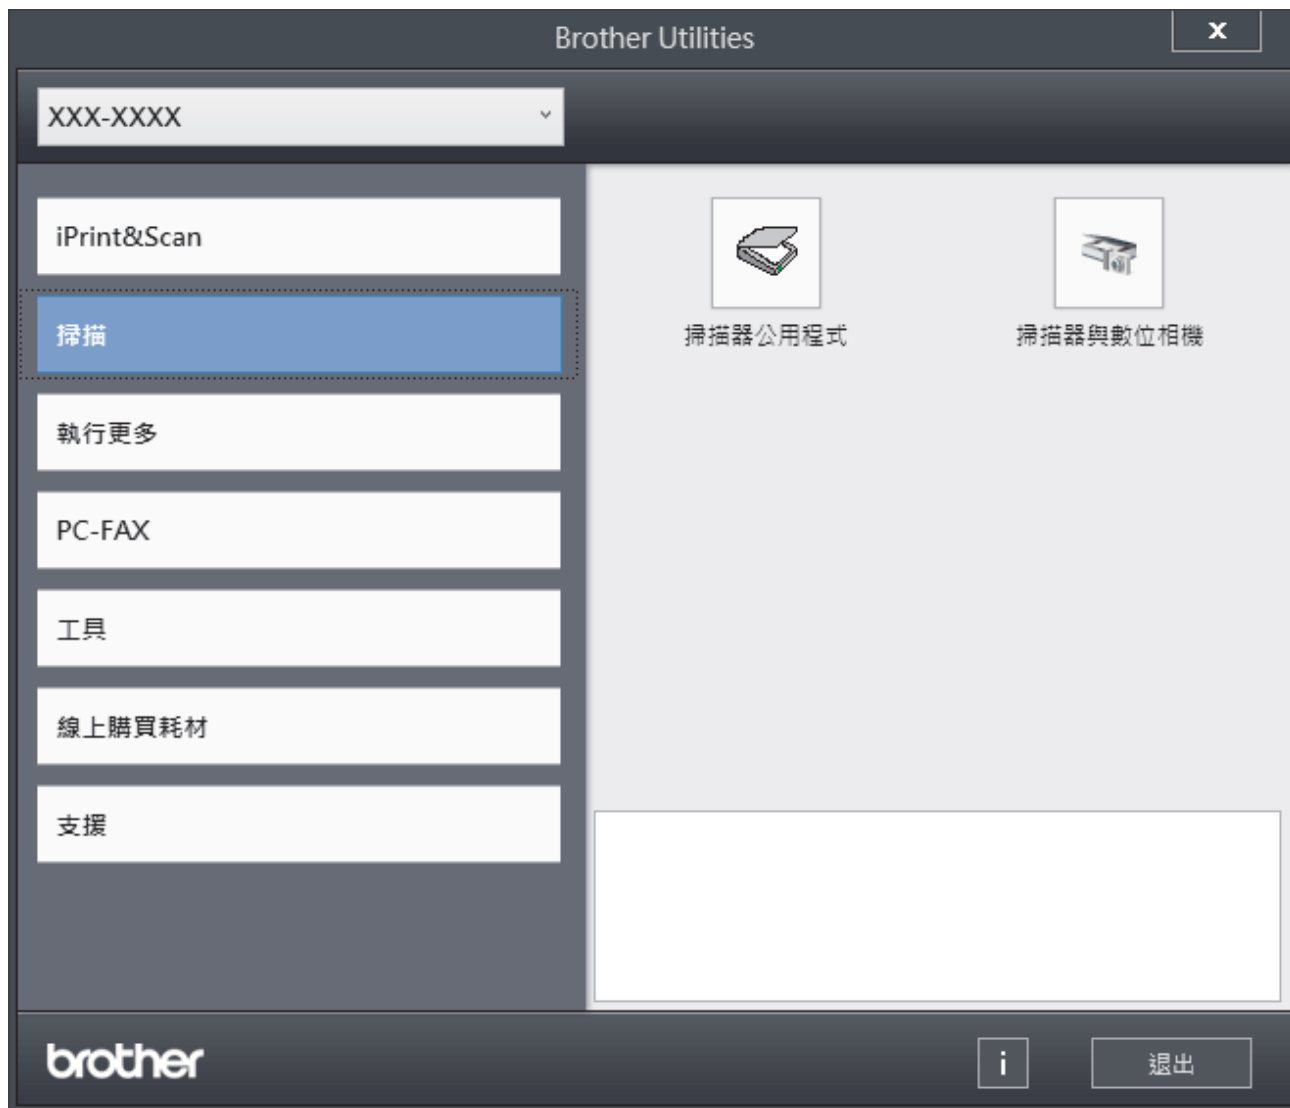 Brother Utilities
x
XXX-XXXX
iPrint&Scan
掃描
執行更多
PC-FAX
工具
線上購買耗材
支援
掃描器公用程式
掃描器與數位相機
brother
i
退出